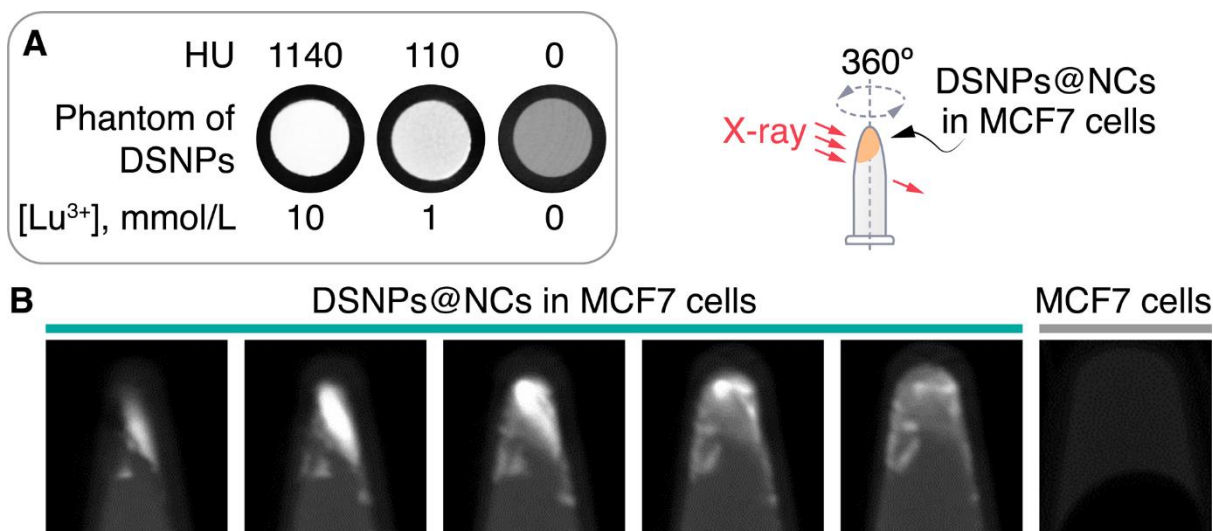 A
HU 1140 110 0
Phantom of
DSNPs
[Lu³⁺], mmol/L 10 1 0
360º
DSNPs@NCs
in MCF7 cells
X-ray
B
DSNPs@NCs in MCF7 cells
MCF7 cells